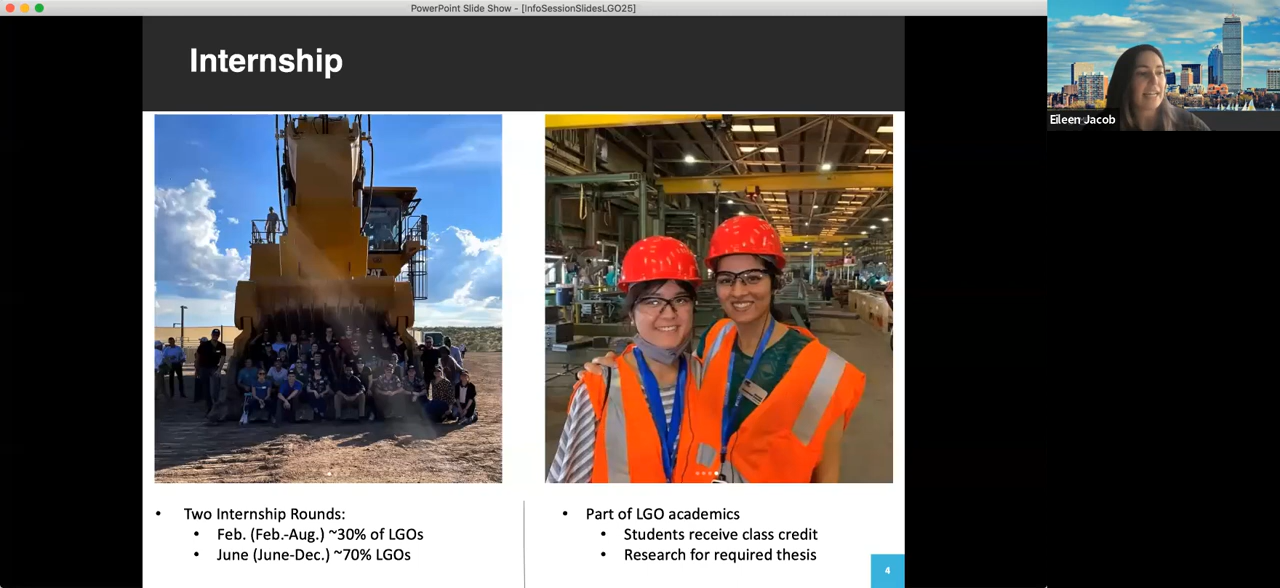 PowerPoint Slide Show - [InfoSessionSlidesLGO25]
Internship
Eileen Jacob
CAT
• Two Internship Rounds:
• Feb. (Feb.-Aug.) ~30% of LGOs
• June (June-Dec.) ~70% LGOs
• Part of LGO academics
• Students receive class credit
• Research for required thesis
4